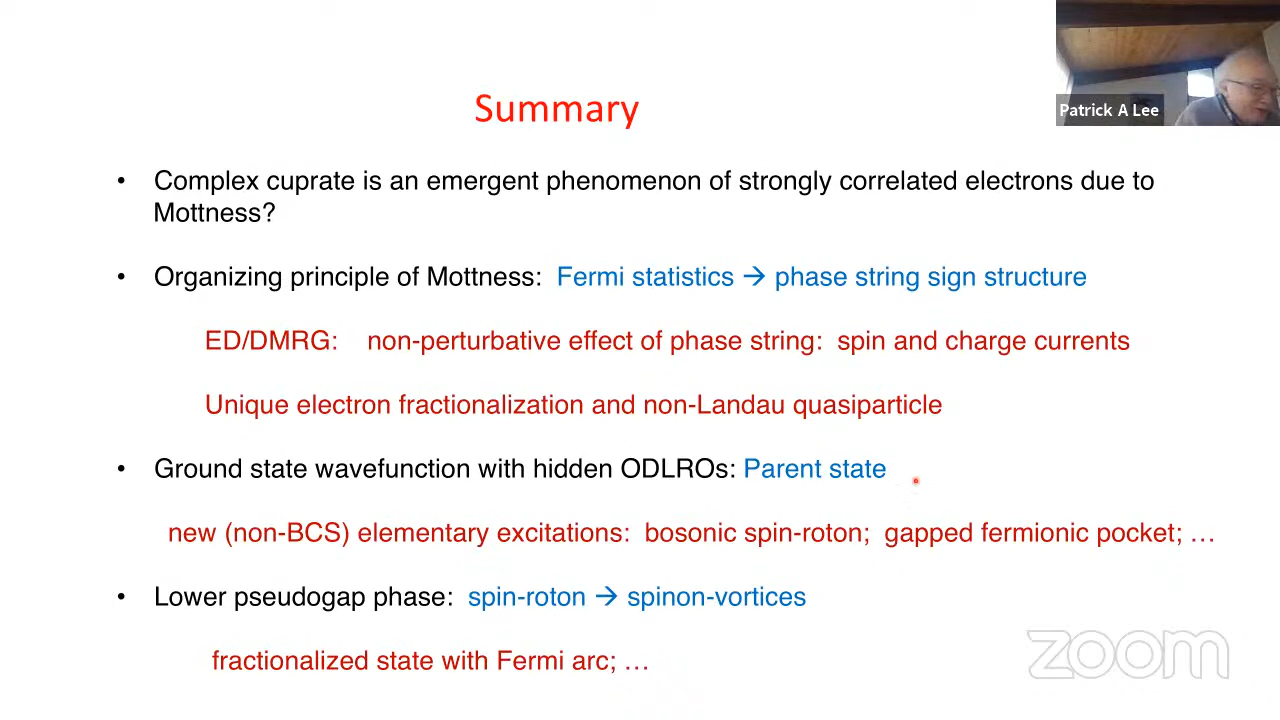 Patrick A Lee
Summary
• Complex cuprate is an emergent phenomenon of strongly correlated electrons due to
Mottness?
• Organizing principle of Mottness: Fermi statistics → phase string sign structure
ED/DMRG: non-perturbative effect of phase string: spin and charge currents
Unique electron fractionalization and non-Landau quasiparticle
• Ground state wavefunction with hidden ODLROs: Parent state
new (non-BCS) elementary excitations: bosonic spin-roton; gapped fermionic pocket; …
• Lower pseudogap phase: spin-roton → spinon-vortices
fractionalized state with Fermi arc; …
zoom